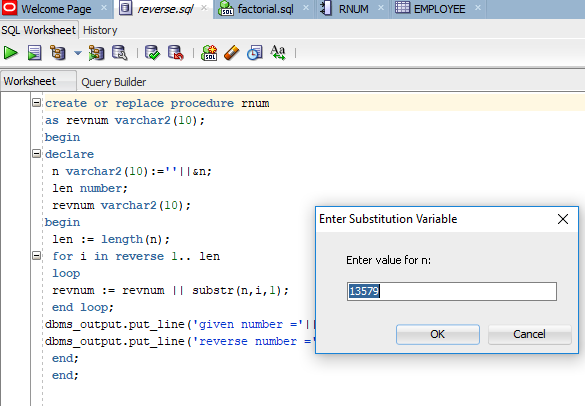 Welcome Page reverse.sql factorial.sql RNUM EMPLOYEE
SQL Worksheet History
SQL Aa
Worksheet Query Builder
create or replace procedure rnum
as revnum varchar2(10);
begin
declare
n varchar2(10):=''||&n;
len number;
revnum varchar2(10);
begin
len := length(n);
for i in reverse 1.. len
loop
revnum := revnum || substr(n,i,1);
end loop;
dbms_output.put_line('given number ='||
dbms_output.put_line('reverse number ='
end;
end;
Enter Substitution Variable
Enter value for n:
13579
OK Cancel